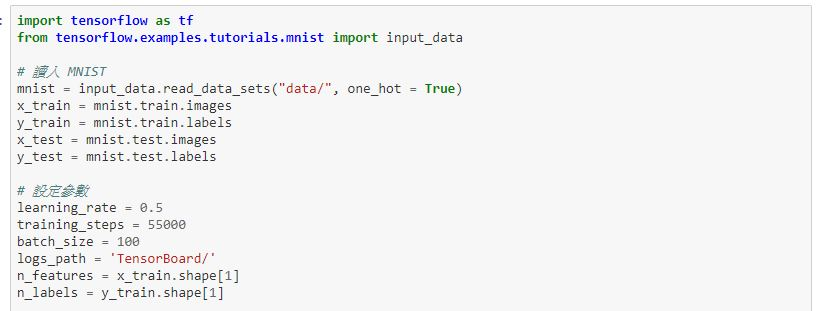 import tensorflow as tf
from tensorflow.examples.tutorials.mnist import input_data
# 讀入 MNIST
mnist = input_data.read_data_sets("data/", one_hot = True)
x_train = mnist.train.images
y_train = mnist.train.labels
x_test = mnist.test.images
y_test = mnist.test.labels
# 設定參數
learning_rate = 0.5
training_steps = 55000
batch_size = 100
logs_path = 'TensorBoard/'
n_features = x_train.shape[1]
n_labels = y_train.shape[1]